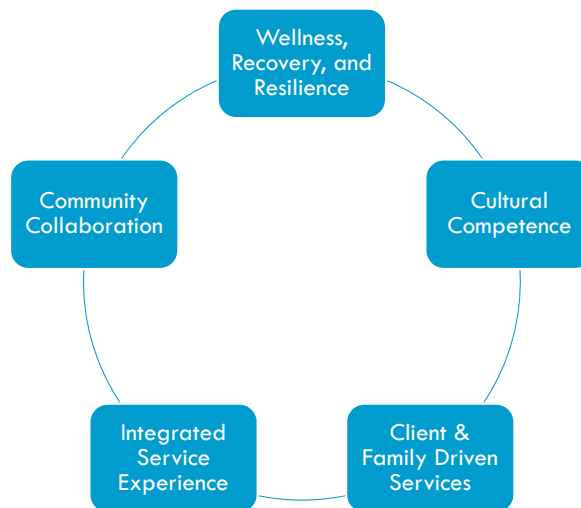 Wellness,
Recovery, and
Resilience
Cultural
Competence
Client &
Family Driven
Services
Integrated
Service
Experience
Community
Collaboration